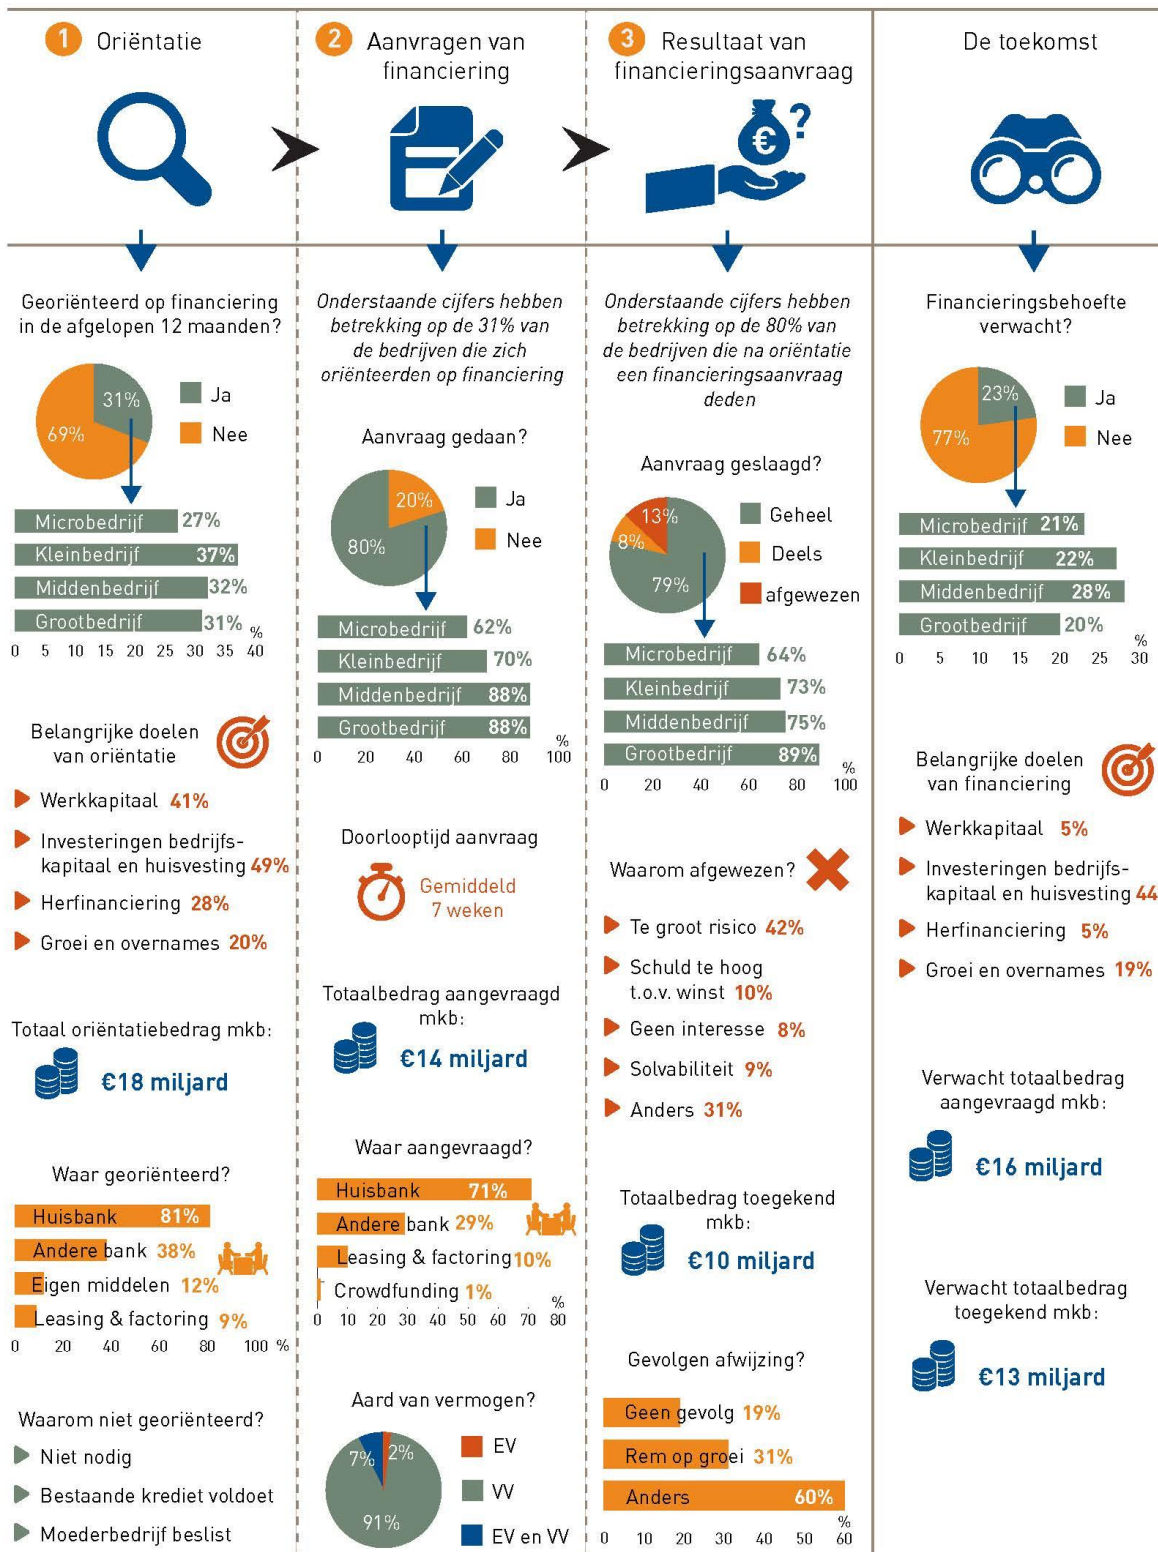 1 Oriëntatie
Georiënteerd op financiering
in de afgelopen 12 maanden?
31%
69%
Ja
Nee
Microbedrijf 27%
Kleinbedrijf 37%
Middenbedrijf 32%
Grootbedrijf 31%
%
0 5 10 15 20 25 30 35 40
Belangrijke doelen
van oriëntatie
Werkkapitaal 41%
Investeringen bedrijfs-
kapitaal en huisvesting 49%
Herfinanciering 28%
Groei en overnames 20%
Totaal oriëntatiebedrag mkb:
€18 miljard
Waar georiënteerd?
Huisbank 81%
Andere bank 38%
Eigen middelen 12%
Leasing & factoring 9%
0 20 40 60 80 100 %
Waarom niet georiënteerd?
Niet nodig
Bestaande krediet voldoet
Moederbedrijf beslist
2 Aanvragen van
financiering
Onderstaande cijfers hebben
betrekking op de 31% van
de bedrijven die zich
oriënteerden op financiering
Aanvraag gedaan?
20%
80%
Ja
Nee
Microbedrijf 62%
Kleinbedrijf 70%
Middenbedrijf 88%
Grootbedrijf 88%
%
0 20 40 60 80 100
Doorlooptijd aanvraag
Gemiddeld
7 weken
Totaalbedrag aangevraagd
mkb:
€14 miljard
Waar aangevraagd?
Huisbank 71%
Andere bank 29%
Leasing & factoring 10%
Crowdfunding 1%
%
0 10 20 30 40 50 60 70 80
Aard van vermogen?
7%
2%
91%
EV
VV
EV en VV
3 Resultaat van
financieringsaanvraag
€ ?
Onderstaande cijfers hebben
betrekking op de 80% van
de bedrijven die na oriëntatie
een financieringsaanvraag
deden
Aanvraag geslaagd?
13%
8%
79%
Geheel
Deels
afgewezen
Microbedrijf 64%
Kleinbedrijf 73%
Middenbedrijf 75%
Grootbedrijf 89%
%
0 20 40 60 80 100
Waarom afgewezen?
Te groot risico 42%
Schuld te hoog
t.o.v. winst 10%
Geen interesse 8%
Solvabiliteit 9%
Anders 31%
Totaalbedrag toegekend
mkb:
€10 miljard
Gevolgen afwijzing?
Geen gevolg 19%
Rem op groei 31%
Anders 60%
%
0 10 20 30 40 50 60
De toekomst
Financieringsbehoefte
verwacht?
23%
77%
Ja
Nee
Microbedrijf 21%
Kleinbedrijf 22%
Middenbedrijf 28%
Grootbedrijf 20%
%
0 5 10 15 20 25 30
Belangrijke doelen
van financiering
Werkkapitaal 5%
Investeringen bedrijfs-
kapitaal en huisvesting 44
Herfinanciering 5%
Groei en overnames 19%
Verwacht totaalbedrag
aangevraagd mkb:
€16 miljard
Verwacht totaalbedrag
toegekend mkb:
€13 miljard